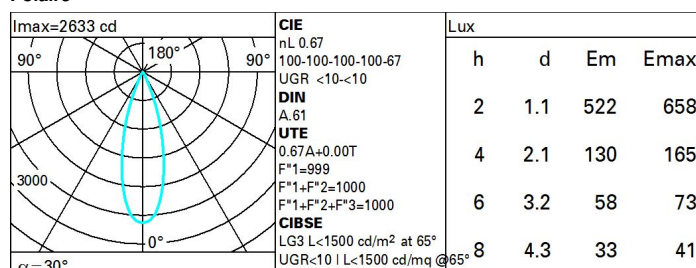 Imax=2633 cd
90°
180°
90°
3000
0°
α=30°
CIE
nL 0.67
100-100-100-100-67
UGR <10-<10
DIN
A.61
UTE
0.67A+0.00T
F"1=999
F"1+F"2=1000
F"1+F"2+F"3=1000
CIBSE
LG3 L<1500 cd/m² at 65°
UGR<10 | L<1500 cd/mq @65°
Lux
h d Em Emax
2 1.1 522 658
4 2.1 130 165
6 3.2 58 73
8 4.3 33 41